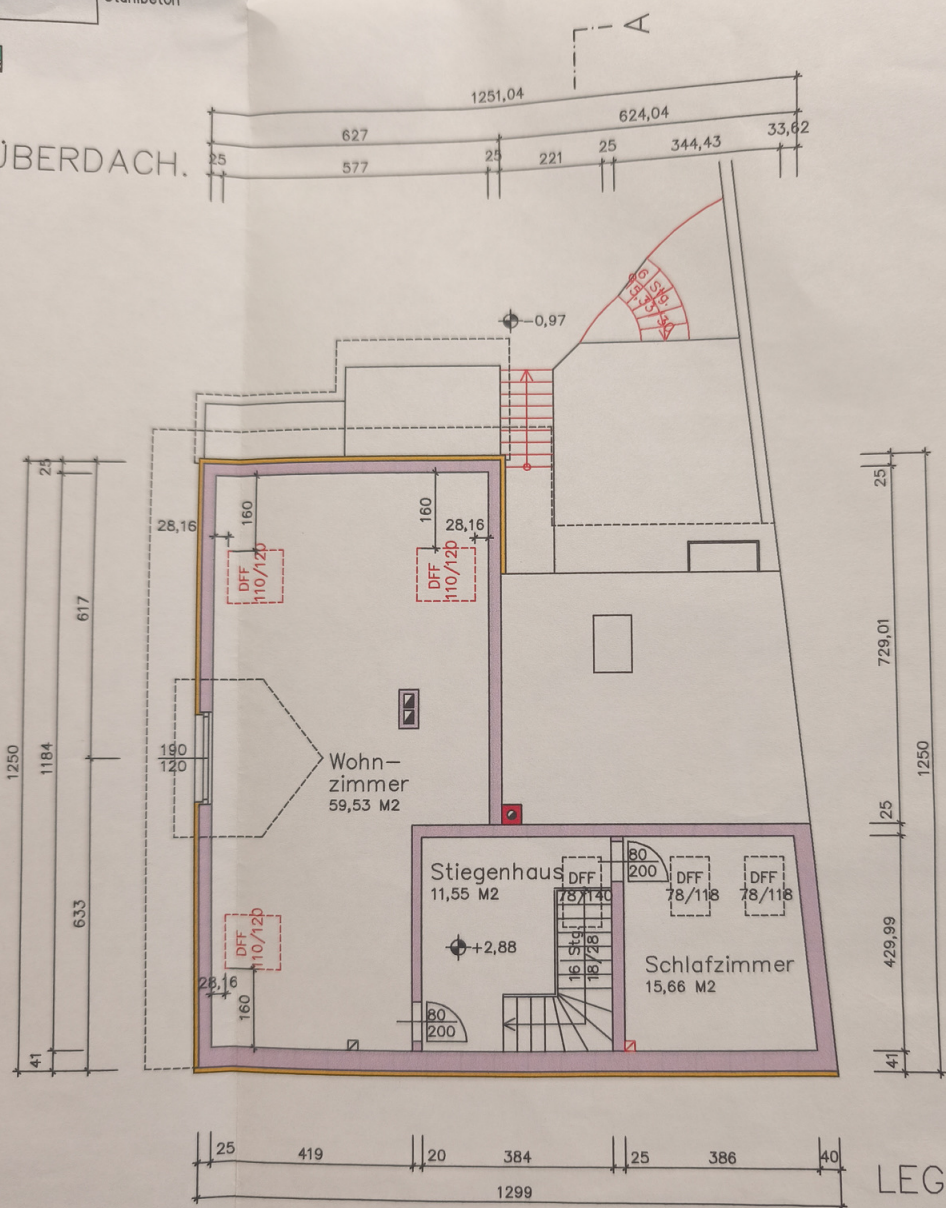 A
1251,04
624,04
627
33,62
25
577
25
221
25
344,43
ÜBERDACH.
6 Stg.
-0,97
25
25
160
160
28,16
28,16
DFF
110/120
DFF
110/120
617
729,01
1250
1184
190
120
Wohn-
zimmer
59,53 M2
1250
25
Stiegenhaus
11,55 M2
80
200
DFF
78/140
DFF
78/118
DFF
78/118
633
DFF
110/120
+2,88
16 Stg.
18/28
Schlafzimmer
15,66 M2
429,99
28,16
160
80
200
41
41
25
419
20
384
25
386
40
1299
LEG